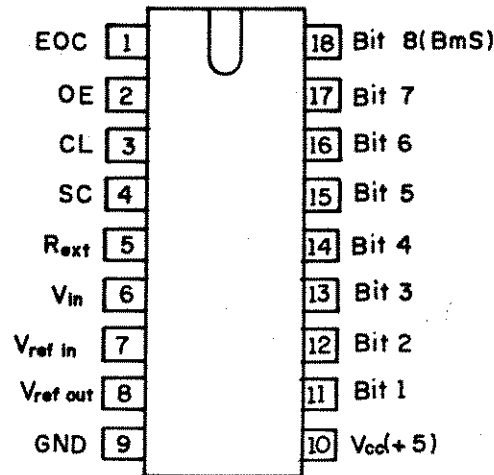 EOC 1 18 Bit 8(BmS)
OE 2 17 Bit 7
CL 3 16 Bit 6
SC 4 15 Bit 5
Rext 5 14 Bit 4
Vin 6 13 Bit 3
Vref in 7 12 Bit 2
Vref out 8 11 Bit 1
GND 9 10 Vcc(+5)